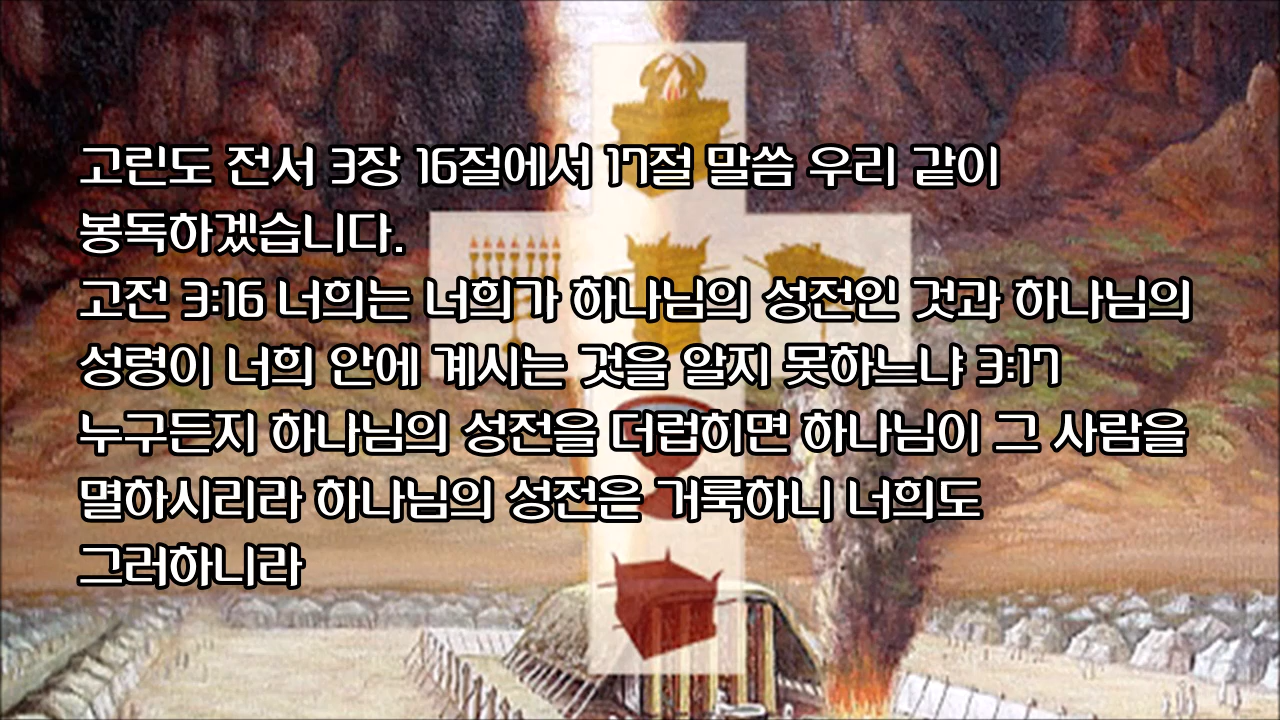 고린도 전서 3장 16절에서 17절 말씀 우리 같이
봉독하겠습니다.
고전 3:16 너희는 너희가 하나님의 성전인 것과 하나님의
성령이 너희 안에 계시는 것을 알지 못하느냐 3:17
누구든지 하나님의 성전을 더럽히면 하나님이 그 사람을
멸하시리라 하나님의 성전은 거룩하니 너희도
그러하니라